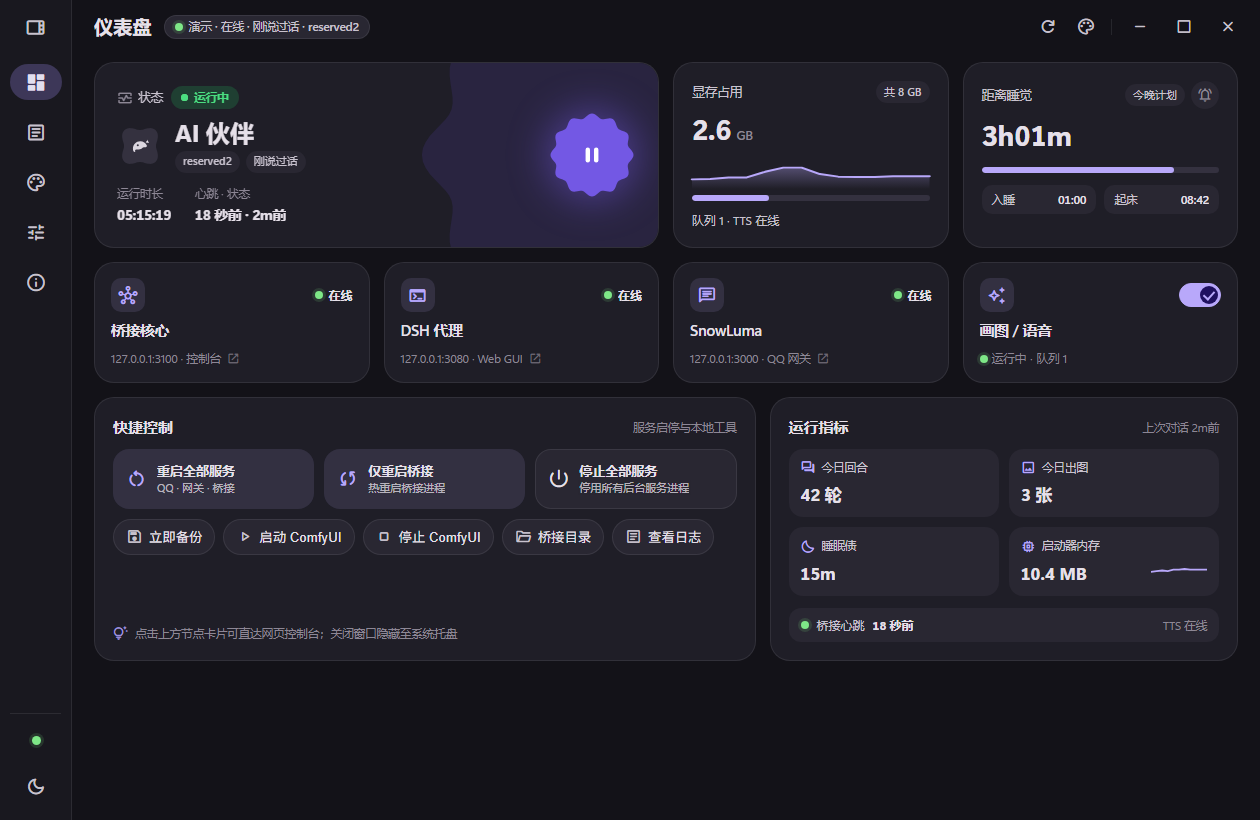 仪表盘
演示 · 在线 · 刚说过话 · reserved2
状态
运行中
AI 伙伴
reserved2
刚说过话
运行时长
心跳 · 状态
05:15:19
18 秒前 · 2m前
显存占用
共 8 GB
2.6 GB
队列 1 · TTS 在线
距离睡觉
今晚计划
3h01m
入睡
01:00
起床
08:42
在线
桥接核心
127.0.0.1:3100 · 控制台
在线
DSH 代理
127.0.0.1:3080 · Web GUI
在线
SnowLuma
127.0.0.1:3000 · QQ 网关
画图 / 语音
运行中 · 队列 1
快捷控制
服务启停与本地工具
重启全部服务
QQ · 网关 · 桥接
仅重启桥接
热重启桥接进程
停止全部服务
停用所有后台服务进程
立即备份
启动 ComfyUI
停止 ComfyUI
桥接目录
查看日志
点击上方节点卡片可直达网页控制台；关闭窗口隐藏至系统托盘
运行指标
上次对话 2m前
今日回合
42 轮
今日出图
3 张
睡眠债
15m
启动器内存
10.4 MB
桥接心跳 18 秒前
TTS 在线